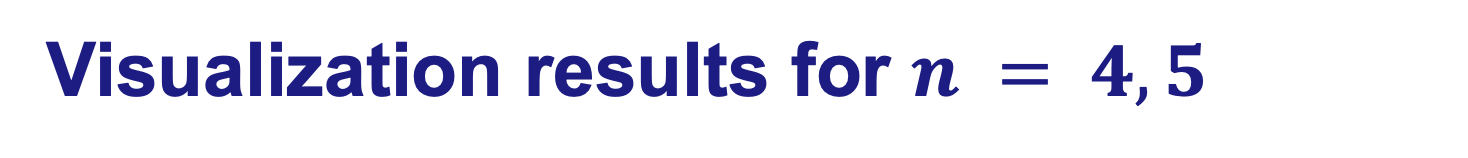 Visualization results for n = 4, 5